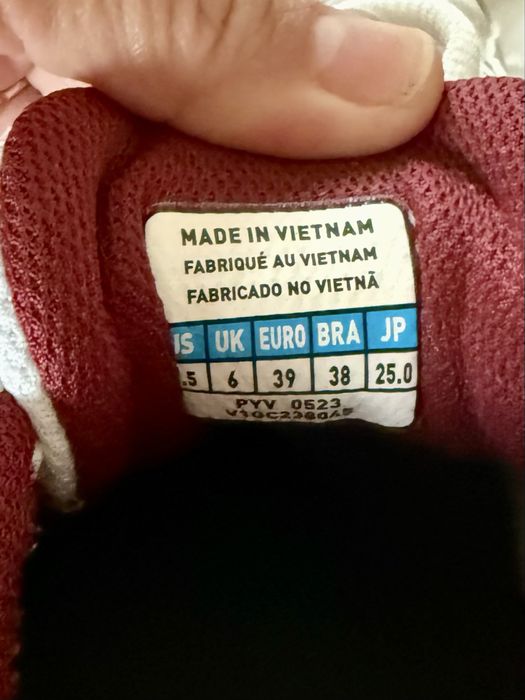 MADE IN VIETNAM
FABRIQUÉ AU VIETNAM
FABRICADO NO VIETNÃ
UK EURO BRA JP
.5 6 39 38 25.0
PYV 0523